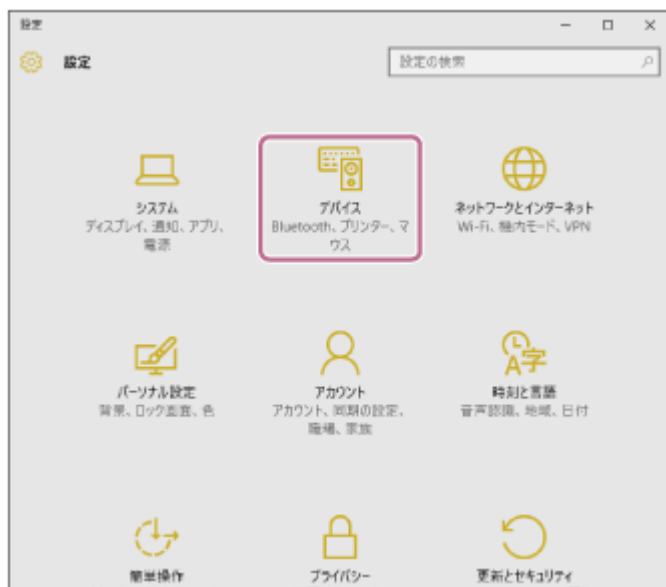 設定
設定
設定の検索
システム
ディスプレイ、通知、アプリ、
電源
デバイス
Bluetooth、プリンター、マ
ウス
ネットワークとインターネット
Wi-Fi、機内モード、VPN
パーソナル設定
背景、ロック画面、色
アカウント
アカウント、同期の設定、
職場、家族
A字
時刻と言語
音声認識、地域、日付
簡単操作
プライバシー
更新とセキュリティ